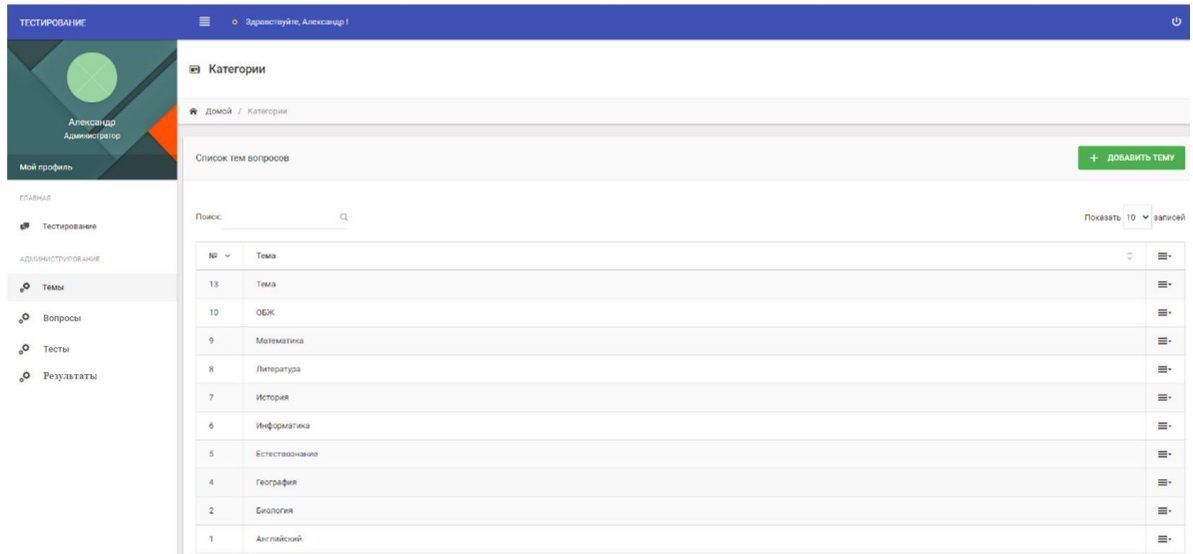 ТЕСТИРОВАНИЕ
Здравствуйте, Александр !
Александр
Администратор
Мой профиль
ГЛАВНАЯ
Тестирование
АДМИНИСТРИРОВАНИЕ
Темы
Вопросы
Тесты
Результаты
Категории
Домой / Категории
Список тем вопросов
+ ДОБАВИТЬ ТЕМУ
Поиск:
Показать 10 записей
№ Тема
13 Тема
10 ОБЖ
9 Математика
8 Литература
7 История
6 Информатика
5 Естествознание
4 География
2 Биология
1 Английский